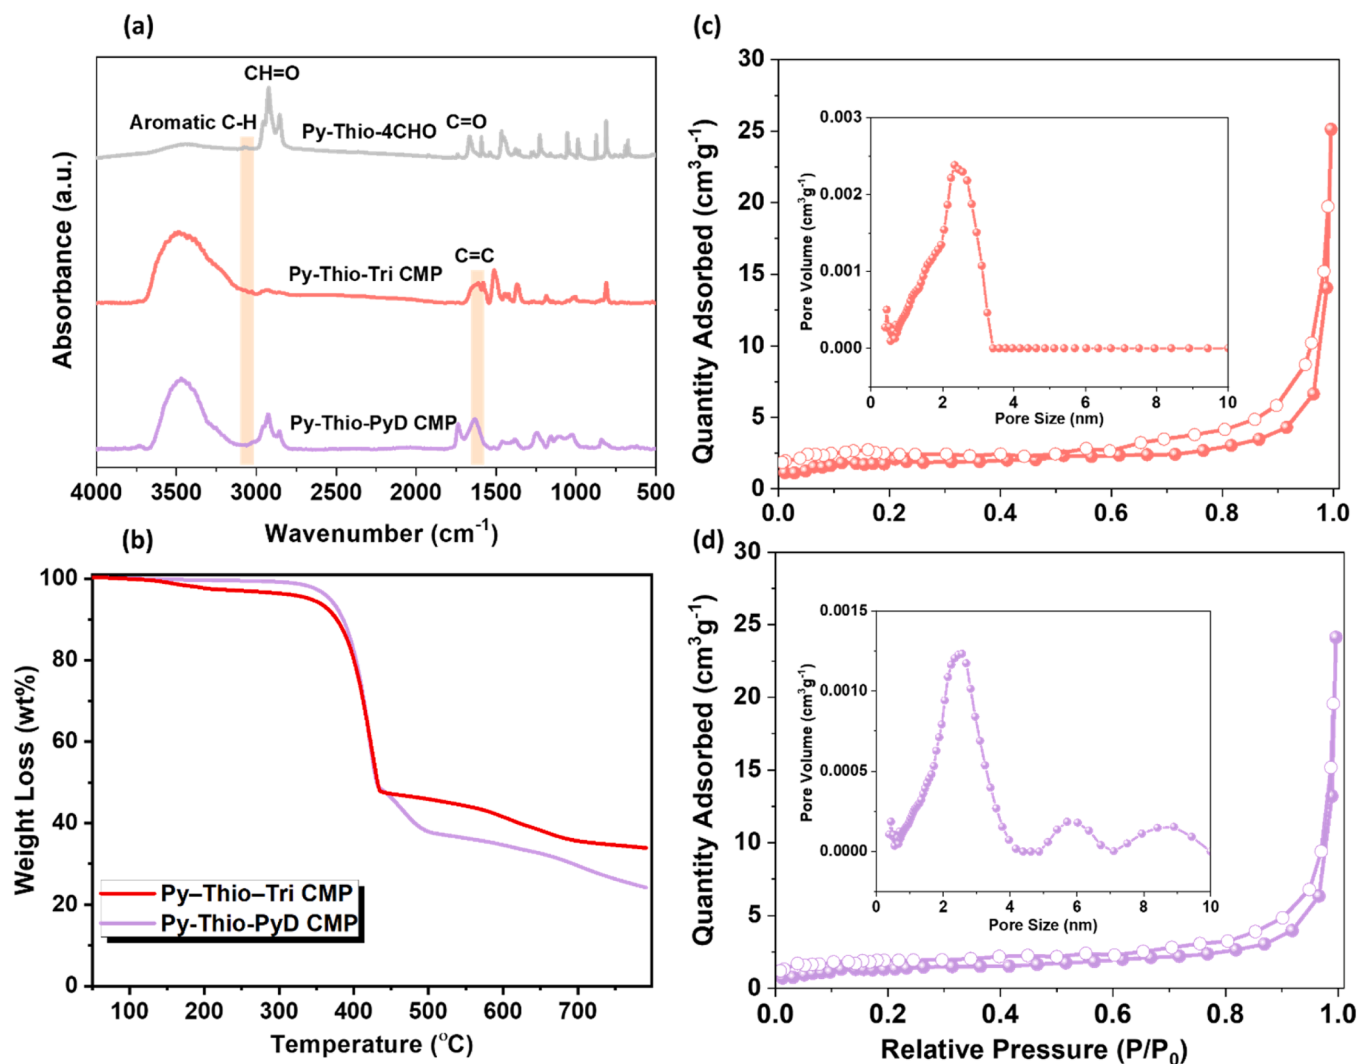 (a)
CH=O
Aromatic C-H
C=O
Py-Thio-4CHO
C=C
Py-Thio-Tri CMP
Py-Thio-PyD CMP
Absorbance (a.u.)
4000 3500 3000 2500 2000 1500 1000 500
Wavenumber (cm⁻¹)
(b)
100
80
60
40
20
0
Weight Loss (wt%)
Py–Thio–Tri CMP
Py-Thio-PyD CMP
100 200 300 400 500 600 700
Temperature (°C)
(c)
30
25
20
15
10
5
0
Quantity Adsorbed (cm³g⁻¹)
0.003
0.002
0.001
0.000
Pore Volume (cm³g⁻¹)
0 2 4 6 8 10
Pore Size (nm)
0.0 0.2 0.4 0.6 0.8 1.0
(d)
30
25
20
15
10
5
0
Quantity Adsorbed (cm³g⁻¹)
0.0015
0.0010
0.0005
0.0000
Pore Volume (cm³g⁻¹)
0 2 4 6 8 10
Pore Size (nm)
0.0 0.2 0.4 0.6 0.8 1.0
Relative Pressure (P/P₀)